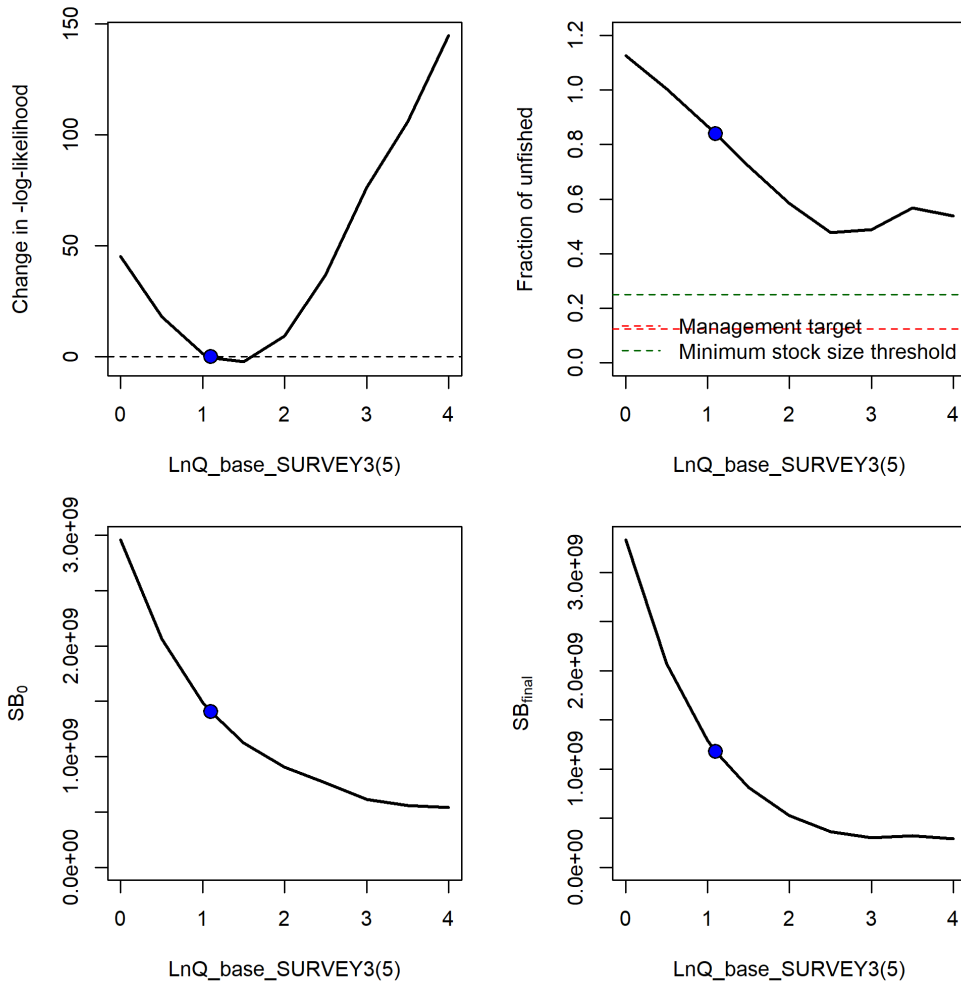 Change in -log-likelihood
0
50
100
150
0
1
2
3
4
LnQ_base_SURVEY3(5)
Fraction of unfished
0.0
0.2
0.4
0.6
0.8
1.0
1.2
Management target
Minimum stock size threshold
0
1
2
3
4
LnQ_base_SURVEY3(5)
SB0
0.0e+00
1.0e+09
2.0e+09
3.0e+09
0
1
2
3
4
LnQ_base_SURVEY3(5)
SBfinal
0.0e+00
1.0e+09
2.0e+09
3.0e+09
0
1
2
3
4
LnQ_base_SURVEY3(5)